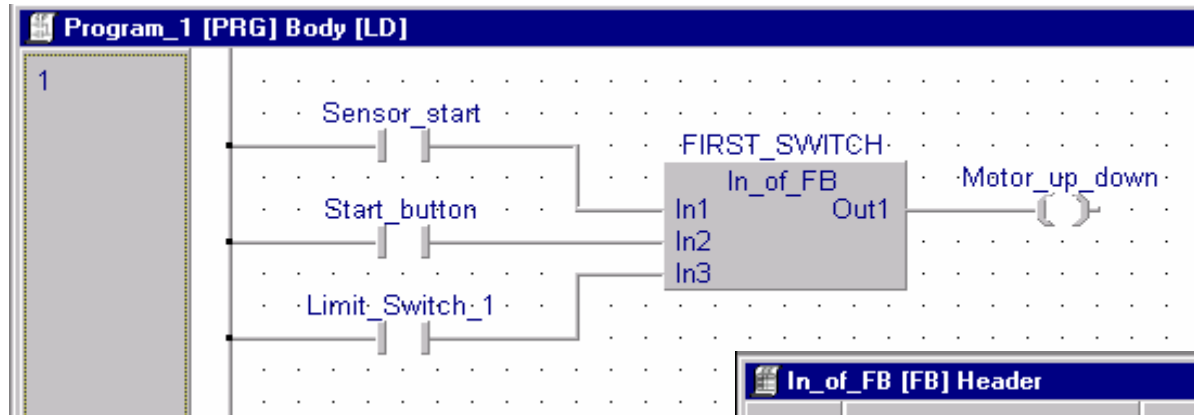 Program_1 [PRG] Body [LD]
1
Sensor_start
FIRST_SWITCH
In_of_FB
Motor_up_down
Start_button
In1 Out1
In2
In3
Limit_Switch_1
In_of_FB [FB] Header